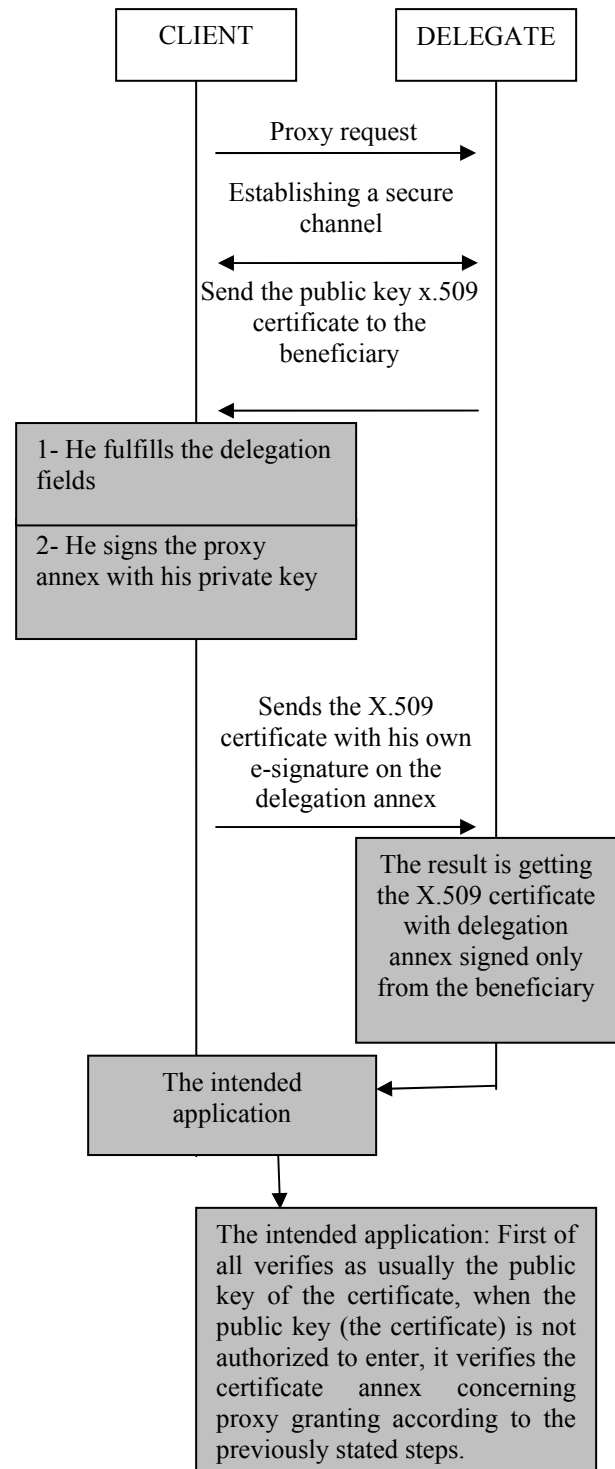 CLIENT
DELEGATE
Proxy request
Establishing a secure
channel
Send the public key x.509
certificate to the
beneficiary
1- He fulfills the delegation
fields
2- He signs the proxy
annex with his private key
Sends the X.509
certificate with his own
e-signature on the
delegation annex
The result is getting
the X.509 certificate
with delegation
annex signed only
from the beneficiary
The intended
application
The intended application: First of
all verifies as usually the public
key of the certificate, when the
public key (the certificate) is not
authorized to enter, it verifies the
certificate annex concerning
proxy granting according to the
previously stated steps.